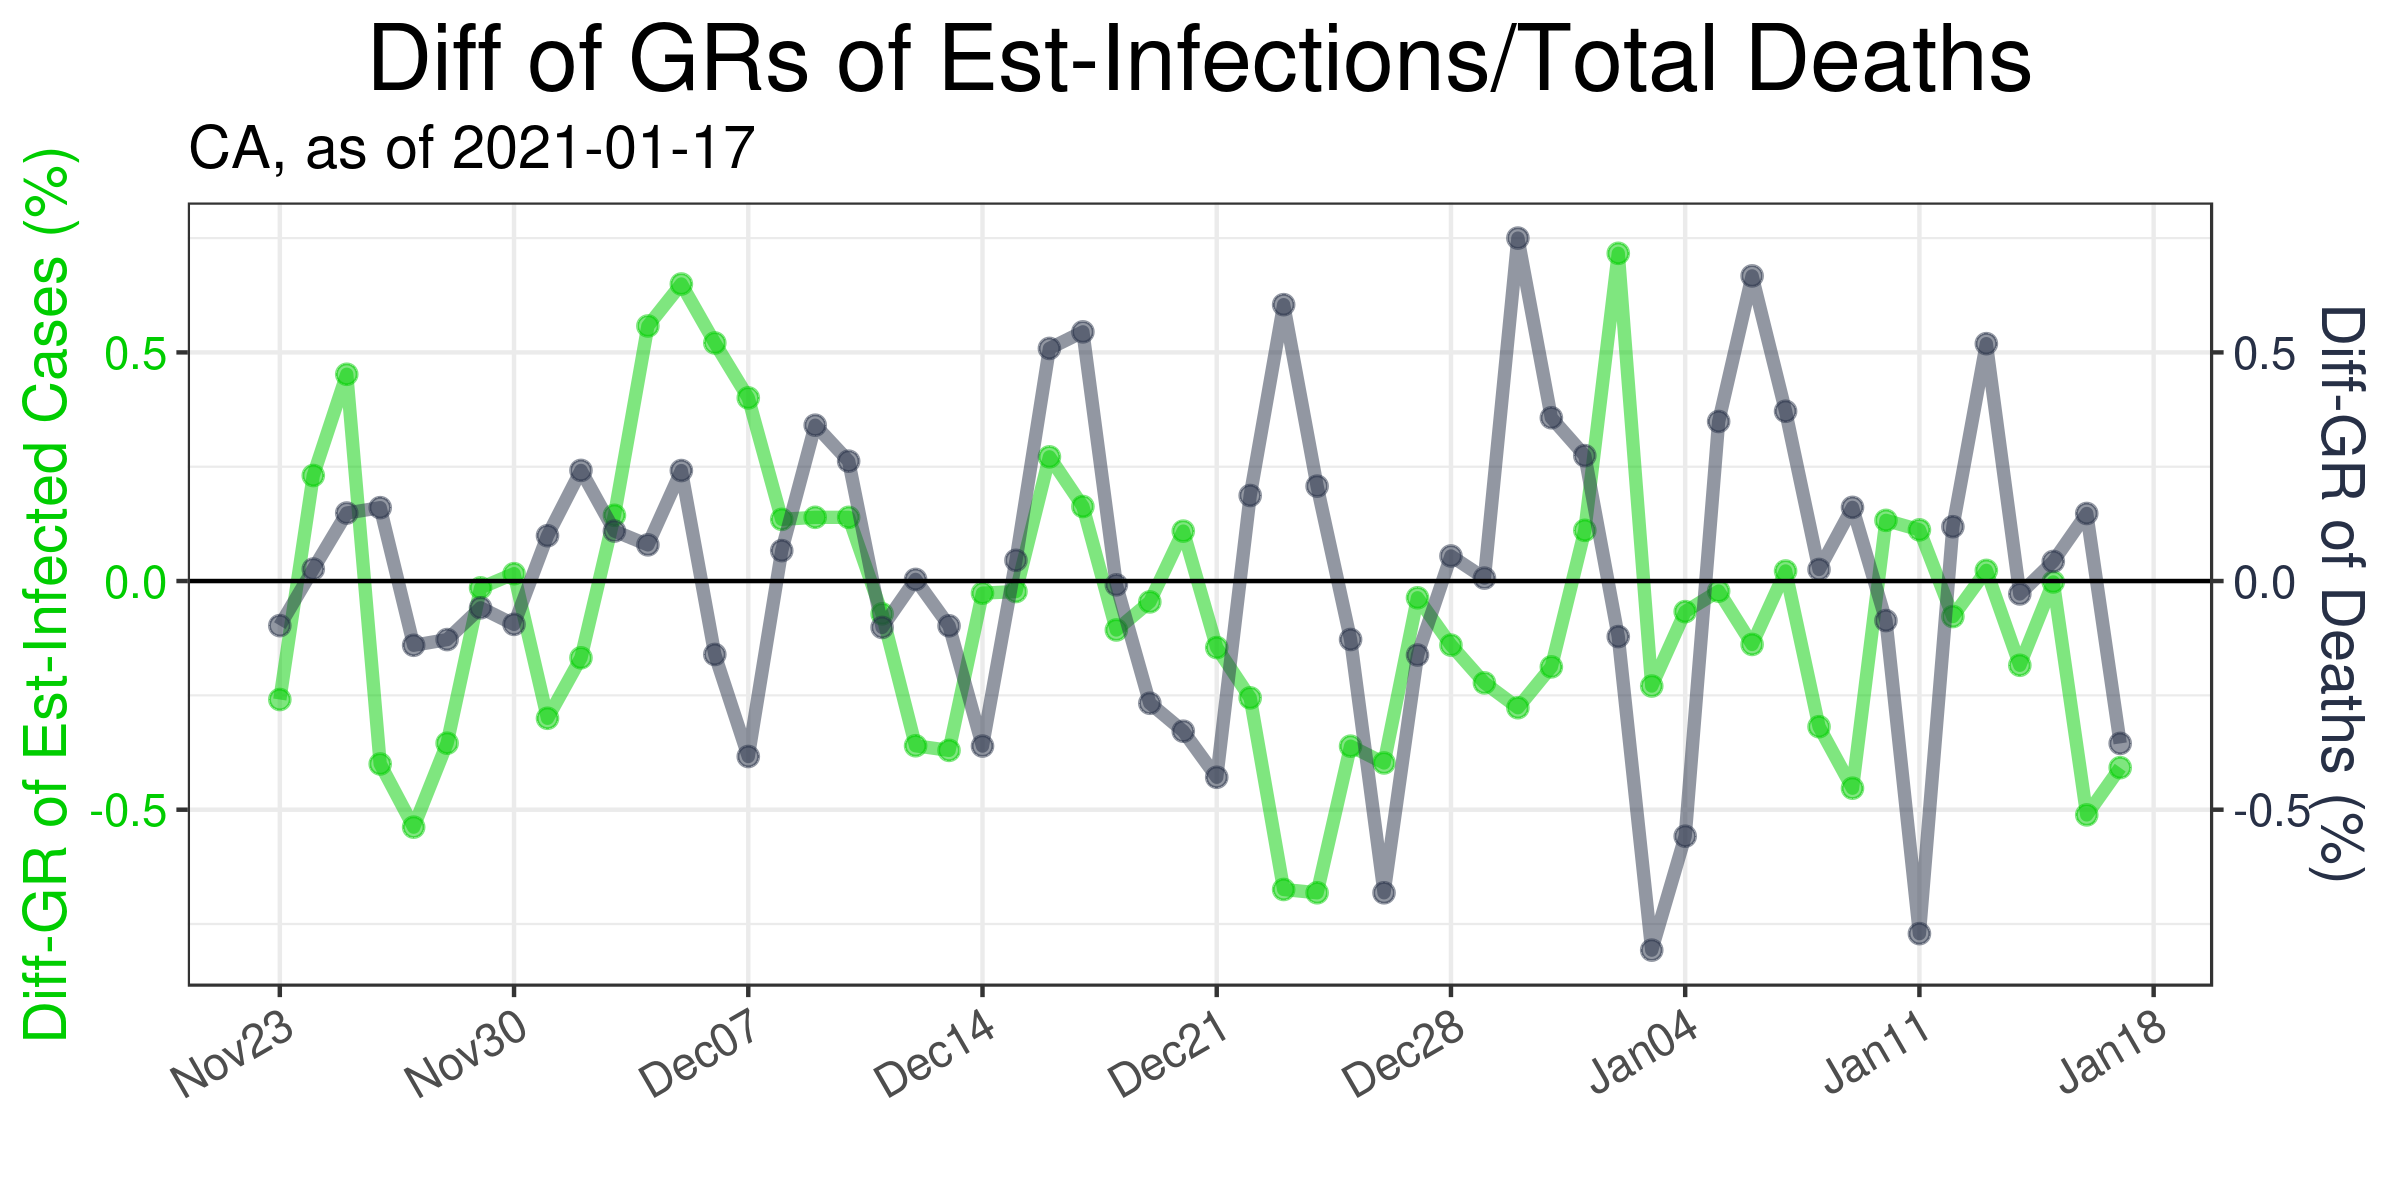 Diff of GRs of Est-Infections/Total Deaths
CA, as of 2021-01-17
Diff-GR of Est-Infected Cases (%)
0.5
0.0
-0.5
0.5
0.0
-0.5
Diff-GR of Deaths (%)
Nov23
Nov30
Dec07
Dec14
Dec21
Dec28
Jan04
Jan11
Jan18